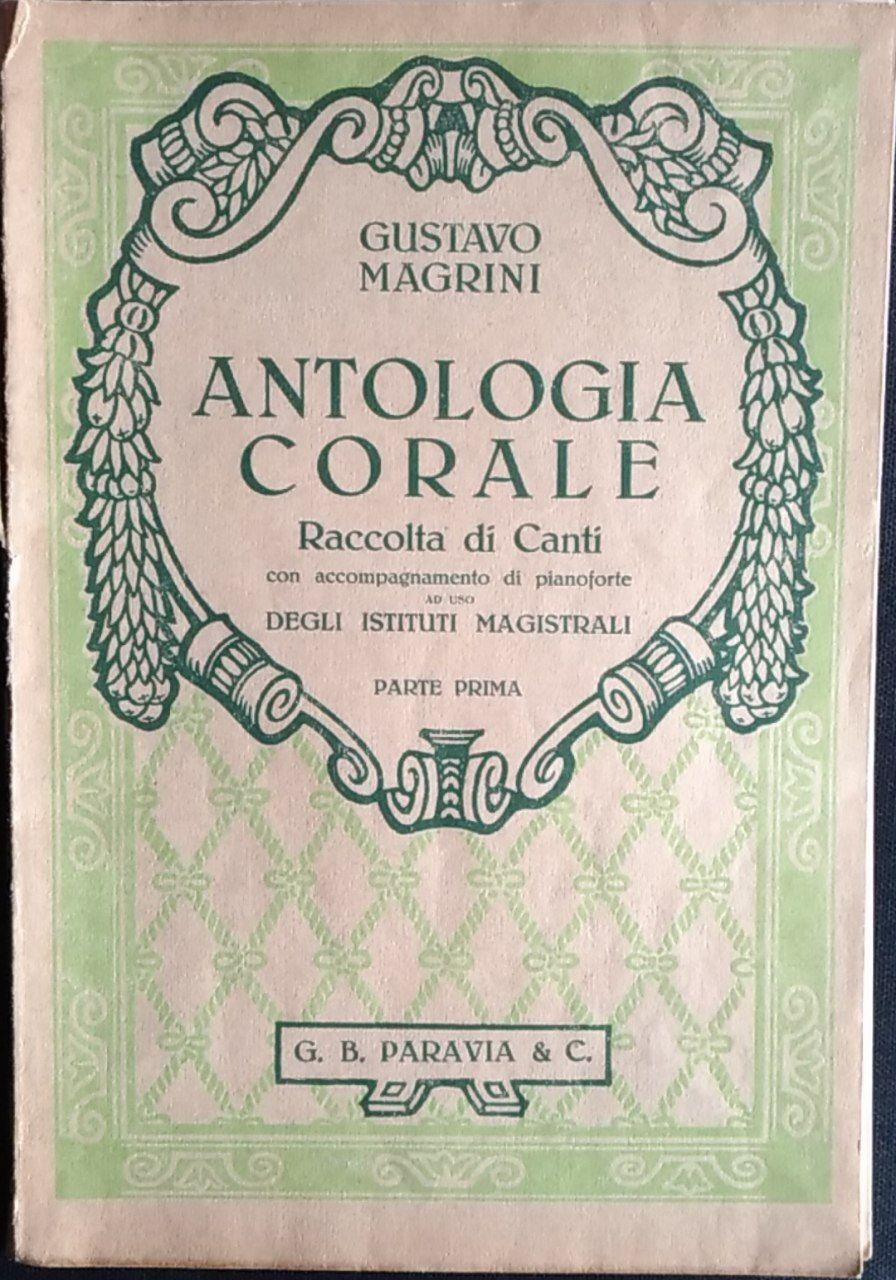 GUSTAVO
MAGRINI
ANTOLOGIA
CORALE
Raccolta di Canti
con accompagnamento di pianoforte
AD USO
DEGLI ISTITUTI MAGISTRALI
PARTE PRIMA
G. B. PARAVIA & C.